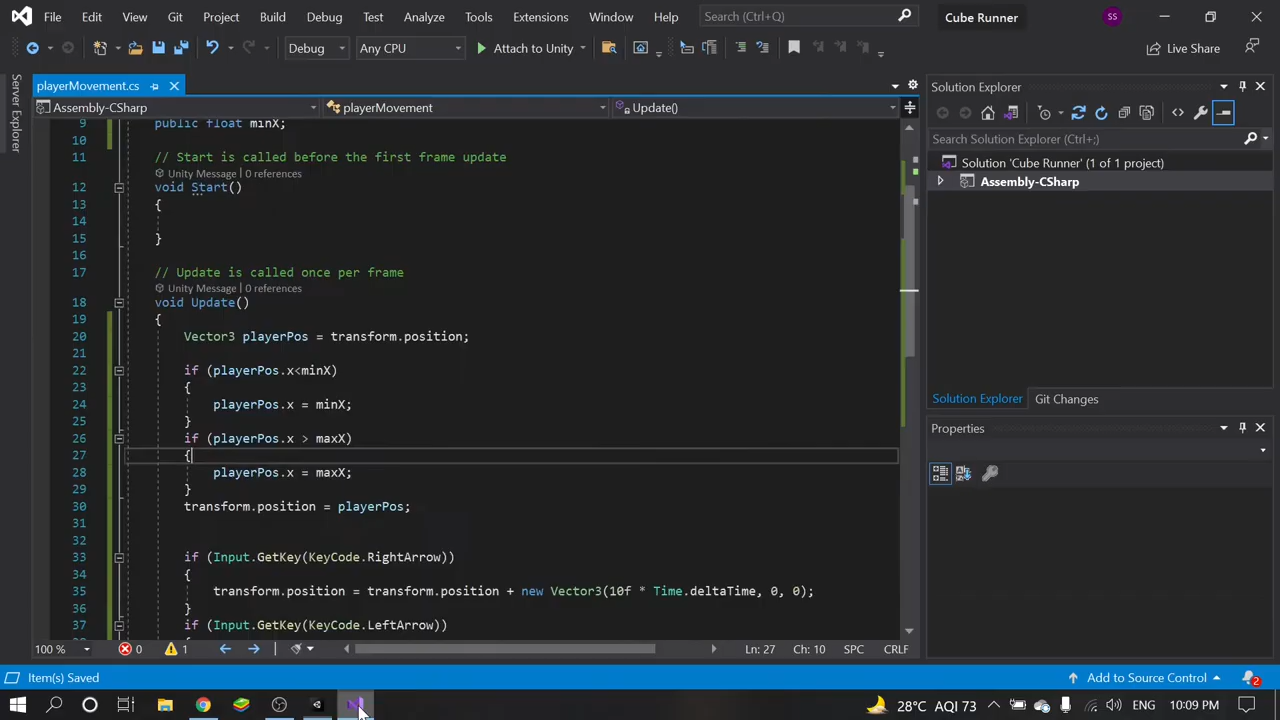 File Edit View Git Project Build Debug Test Analyze Tools Extensions Window Help Search (Ctrl+Q) Cube Runner SS
Debug Any CPU Attach to Unity Live Share
Server Explorer
playerMovement.cs
Assembly-CSharp playerMovement Update()
9 public float minX;
10
11 // Start is called before the first frame update
Unity Message | 0 references
12 void Start()
13 {
14
15 }
16
17 // Update is called once per frame
Unity Message | 0 references
18 void Update()
19 {
20 Vector3 playerPos = transform.position;
21
22 if (playerPos.x<minX)
23 {
24 playerPos.x = minX;
25 }
26 if (playerPos.x > maxX)
27 {
28 playerPos.x = maxX;
29 }
30 transform.position = playerPos;
31
32
33 if (Input.GetKey(KeyCode.RightArrow))
34 {
35 transform.position = transform.position + new Vector3(10f * Time.deltaTime, 0, 0);
36 }
37 if (Input.GetKey(KeyCode.LeftArrow))
100 % 0 1 Ln: 27 Ch: 10 SPC CRLF
Solution Explorer
Search Solution Explorer (Ctrl+;)
Solution 'Cube Runner' (1 of 1 project)
Assembly-CSharp
Solution Explorer Git Changes
Properties
Item(s) Saved Add to Source Control 2
28°C AQI 73 ENG 10:09 PM